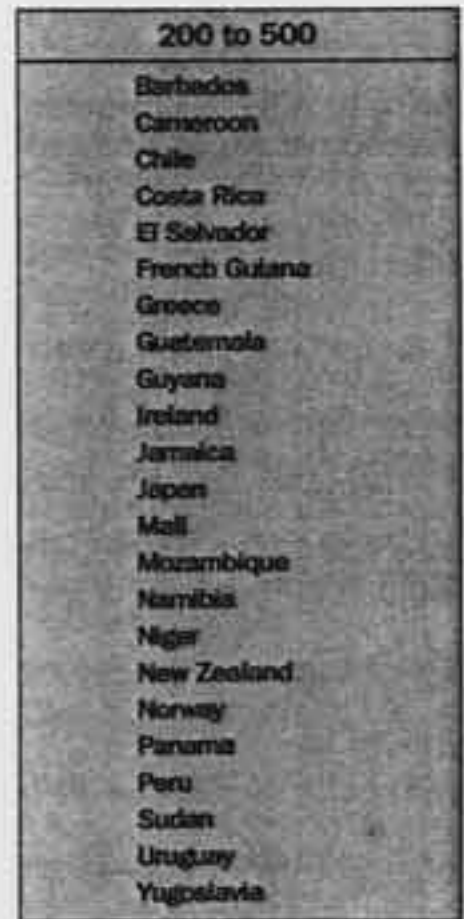 200 to 500
Barbados
Cameroon
Chile
Costa Rica
El Salvador
French Guiana
Greece
Guatemala
Guyana
Ireland
Jamaica
Japan
Mali
Mozambique
Namibia
Niger
New Zealand
Norway
Panama
Peru
Sudan
Uruguay
Yugoslavia